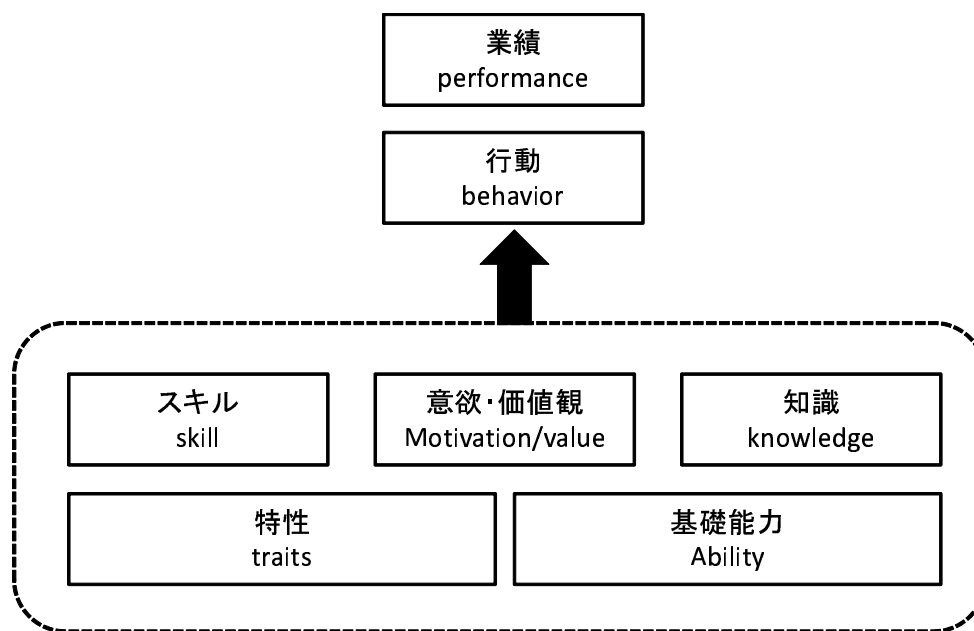 業績
performance
行動
behavior
スキル
skill
意欲・価値観
Motivation/value
知識
knowledge
特性
traits
基礎能力
Ability